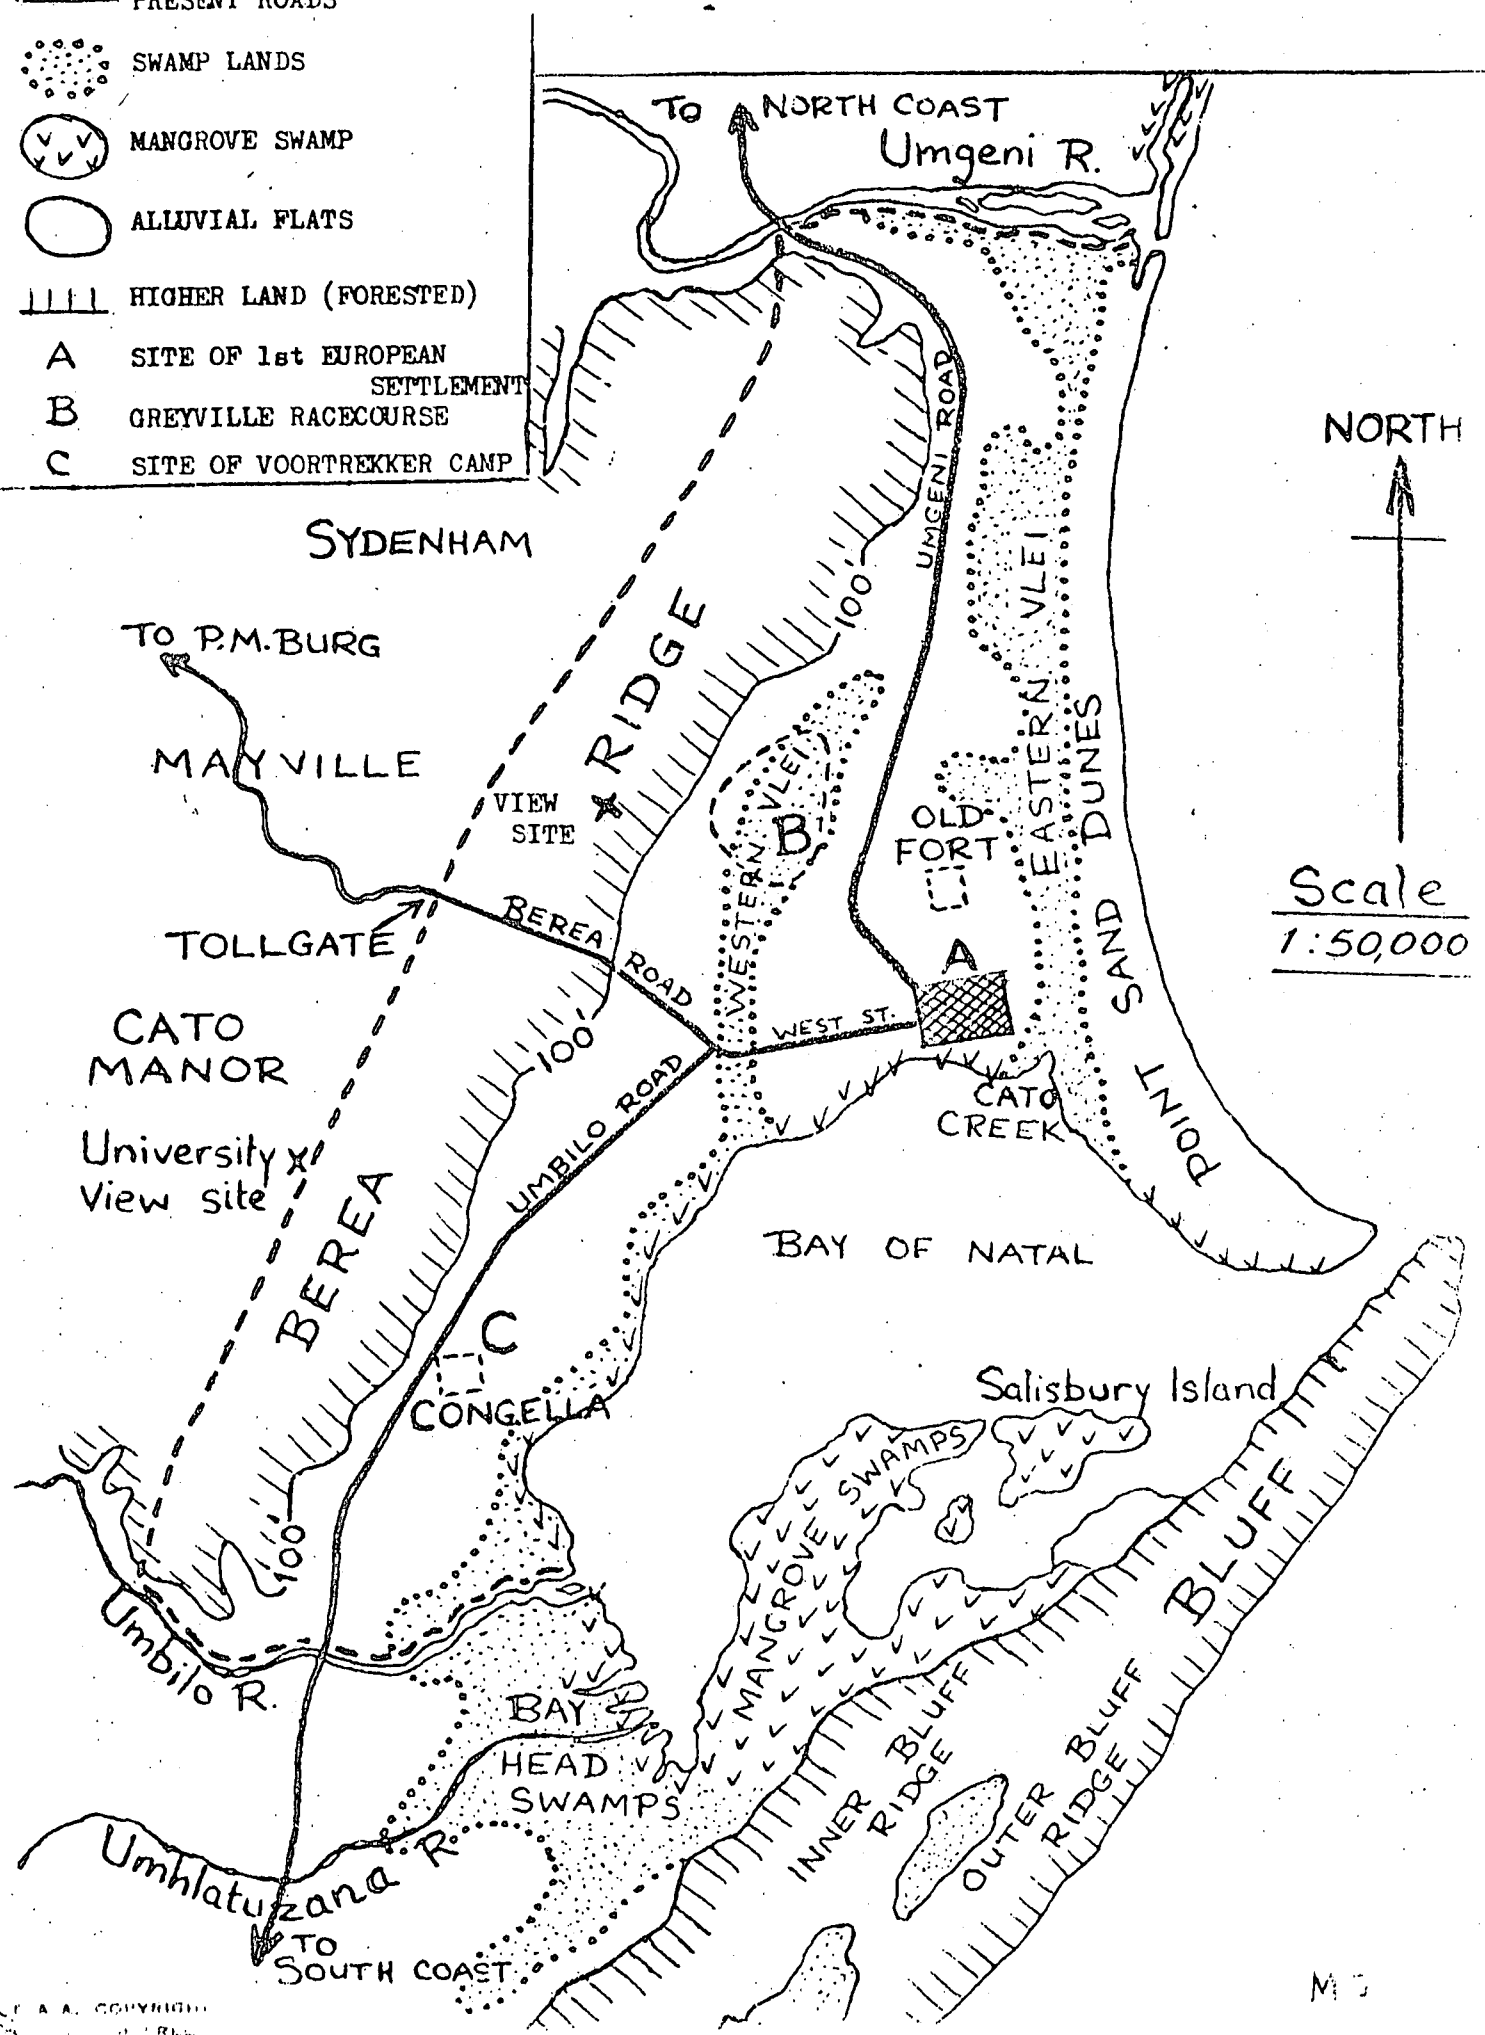 PRESENT ROADS
SWAMP LANDS
MANGROVE SWAMP
ALLUVIAL FLATS
HIGHER LAND (FORESTED)
A SITE OF 1st EUROPEAN
SETTLEMENT
B GREYVILLE RACECOURSE
C SITE OF VOORTREKKER CAMP
TO NORTH COAST
Umgeni R.
UMGENI ROAD
NORTH
SYDENHAM
100'
TO P.M.BURG
RIDGE
MAYVILLE
VIEW
SITE
WESTERN VLEI
B
EASTERN VLEI
OLD
FORT
SAND DUNES
Scale
1:50,000
BEREA ROAD
TOLLGATE
A
CATO
MANOR
100'
WEST ST.
UMBILO ROAD
CATO
CREEK
POINT
University
View site
BEREA
BAY OF NATAL
C
CONGELLA
Salisbury Island
MANGROVE SWAMPS
BLUFF
100'
Umbilo R.
BAY
HEAD
SWAMPS
INNER BLUFF
RIDGE
OUTER BLUFF
RIDGE
Umhlatuzana R.
TO
SOUTH COAST
COPYRIGHT